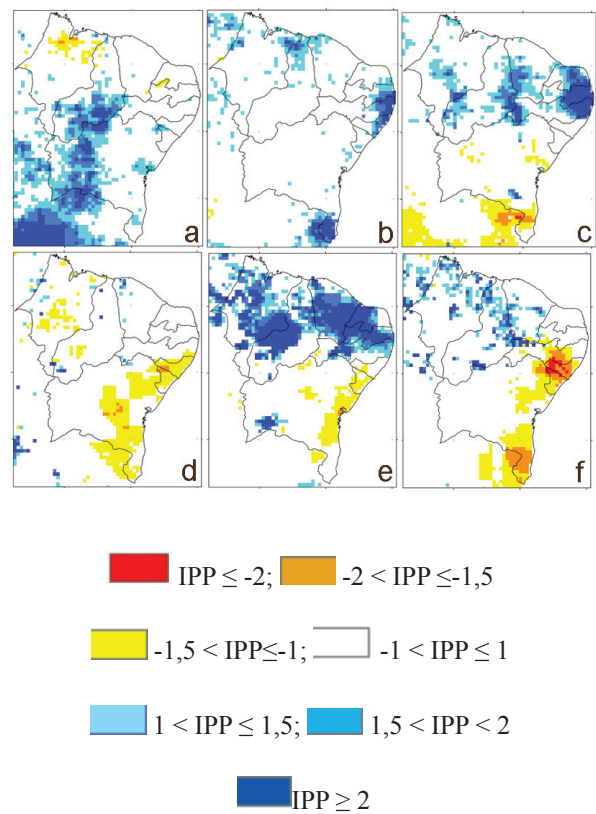 a
b
c
d
e
f
IPP ≤ -2; -2 < IPP ≤-1,5
-1,5 < IPP≤-1; -1 < IPP ≤ 1
1 < IPP ≤ 1,5; 1,5 < IPP < 2
IPP ≥ 2